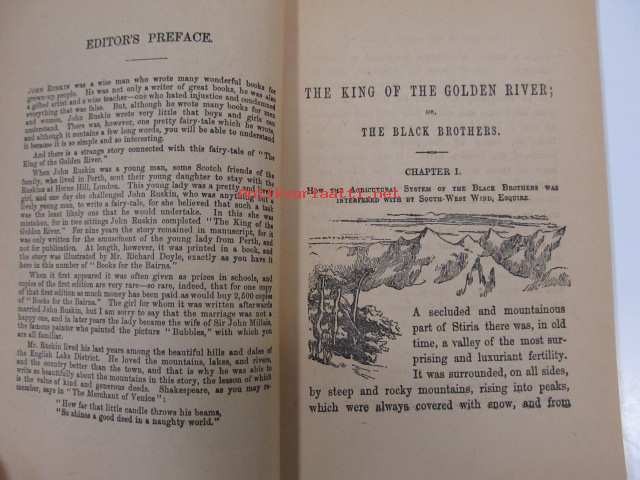 EDITOR'S PREFACE.
JOHN RUSKIN was a wise man who wrote many wonderful books for
grown-up people. He was not only a writer of great books, he was also
a gifted artist and a wise teacher—one who hated injustice and condemned
everything that was false. But, although he wrote many books for men
and women, John Ruskin wrote very little that boys and girls can
understand. There was, however, one pretty fairy-tale which he wrote,
and although it contains a few long words, you will be able to understand
it because it is so simple and so interesting.
And there is a strange story connected with this fairy-tale of "The
King of the Golden River."
When John Ruskin was a young man, some Scotch friends of the
family, who lived in Perth, sent their young daughter to stay with the
Ruskins at Herne Hill, London. This young lady was a pretty
girl, and one day she challenged John Ruskin, who was anything but a
lively young man, to write a fairy-tale, for she believed that such a task
was the least likely one that he would undertake. In this she was
mistaken, for in two sittings John Ruskin completed "The King of the
Golden River." For nine years the story remained in manuscript, for it
was only written for the amusement of the young lady from Perth, and
not for publication. At length, however, it was printed in a book, and
the story was illustrated by Mr. Richard Doyle, exactly as you have it
here in this number of "Books for the Bairns."
When it first appeared it was often given as prizes in schools, and
copies of the first edition are very rare—so rare, indeed, that for one copy
of that first edition as much money has been paid as would buy 2,500 copies
of "Books for the Bairns." The girl for whom it was written afterwards
married John Ruskin, but I am sorry to say that the marriage was not a
happy one, and in later years the lady became the wife of Sir John Millais,
the famous painter who painted the picture "Bubbles," with which you
are all familiar.
Mr. Ruskin lived his last years among the beautiful hills and dales of
the English Lake District. He loved the mountains, lakes, and rivers,
and the country better than the town, and that is why he was able to
write so beautifully about the mountains in this story, the lesson of which
is the value of kind and generous deeds. Shakespeare, as you may re-
member, says in "The Merchant of Venice":
"How far that little candle throws his beams,
So shines a good deed in a naughty world."
THE KING OF THE GOLDEN RIVER;
OR,
THE BLACK BROTHERS.
CHAPTER I.
HOW THE AGRICULTURAL SYSTEM OF THE BLACK BROTHERS WAS
INTERFERED WITH BY SOUTH-WEST WIND, ESQUIRE.
A secluded and mountainous
part of Stiria there was, in old
time, a valley of the most sur-
prising and luxuriant fertility.
It was surrounded, on all sides,
by steep and rocky mountains, rising into peaks,
which were always covered with snow, and from